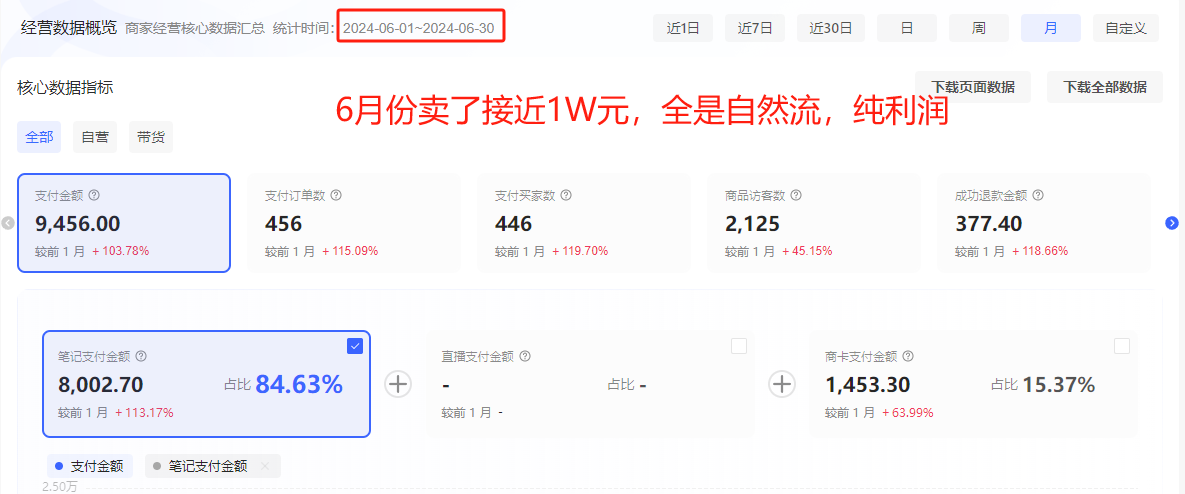 经营数据概览 商家经营核心数据汇总 统计时间: 2024-06-01~2024-06-30 近1日 近7日 近30日 日 周 月 自定义
核心数据指标 下载页面数据 下载全部数据
6月份卖了接近1W元，全是自然流，纯利润
全部 自营 带货
支付金额 支付订单数 支付买家数 商品访客数 成功退款金额
9,456.00 456 446 2,125 377.40
较前 1 月 + 103.78% 较前 1 月 + 115.09% 较前 1 月 + 119.70% 较前 1 月 + 45.15% 较前 1 月 + 118.66%
笔记支付金额 直播支付金额 商卡支付金额
8,002.70 占比 84.63% - 占比 - 1,453.30 占比 15.37%
较前 1 月 + 113.17% 较前 1 月 - 较前 1 月 + 63.99%
支付金额 笔记支付金额 ×
2.50万